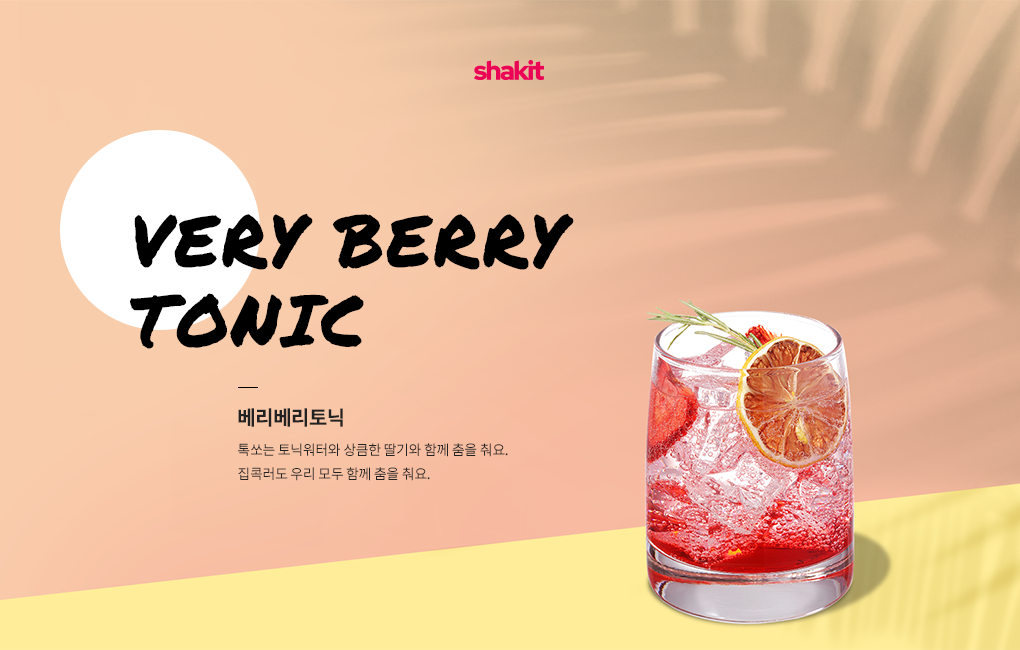 shakit
VERY BERRY
TONIC
베리베리토닉
톡쏘는 토닉워터와 상큼한 딸기와 함께 춤을 춰요.
집콕러도 우리 모두 함께 춤을 춰요.